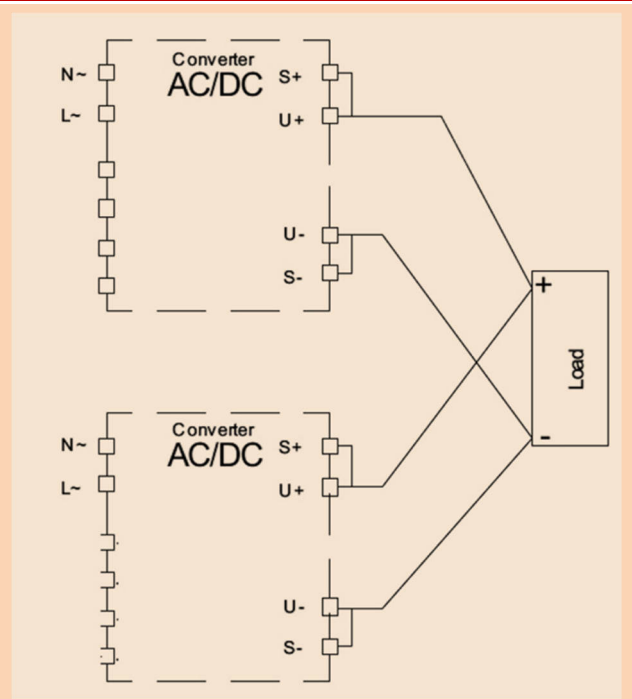 Converter
AC/DC
N~
S+
L~
U+
U-
S-
+
Load
-
Converter
AC/DC
N~
S+
L~
U+
U-
S-